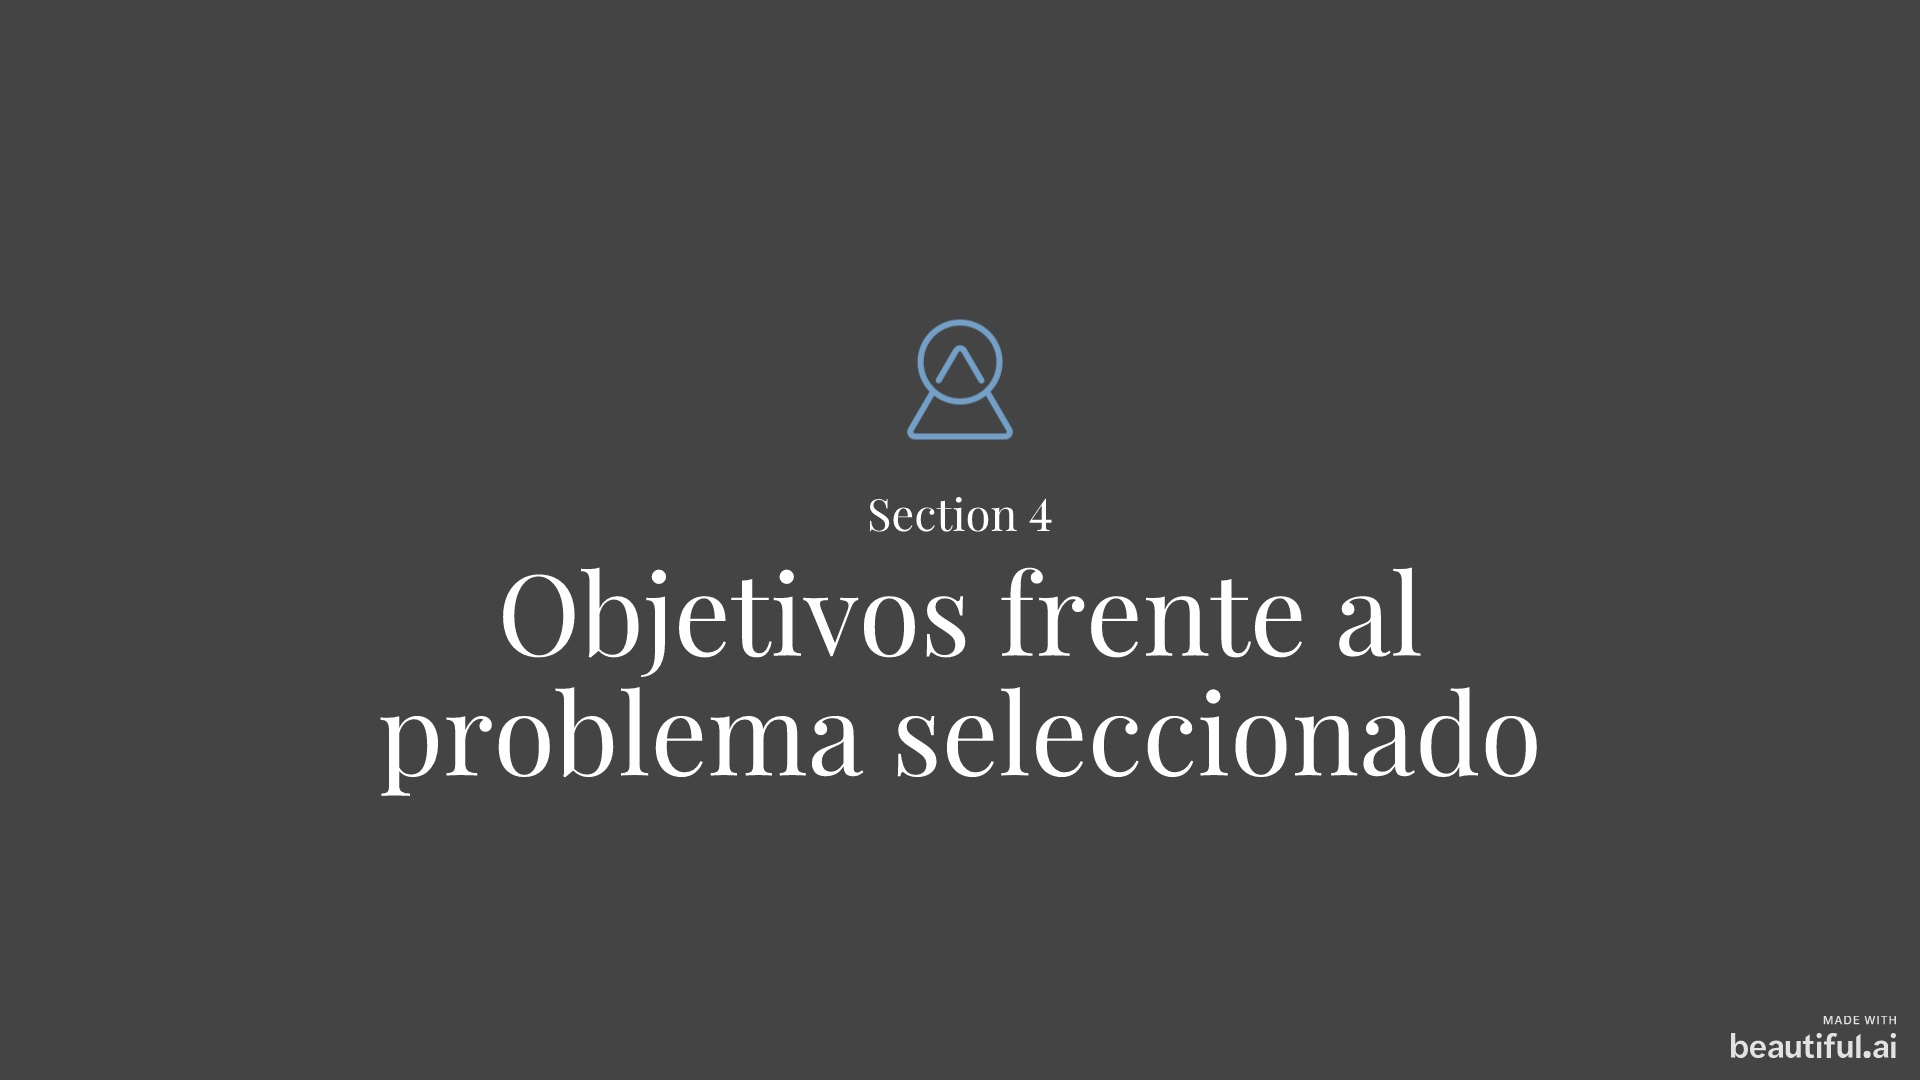 Section 4
Objetivos frente al
problema seleccionado
MADE WITH
beautiful.ai